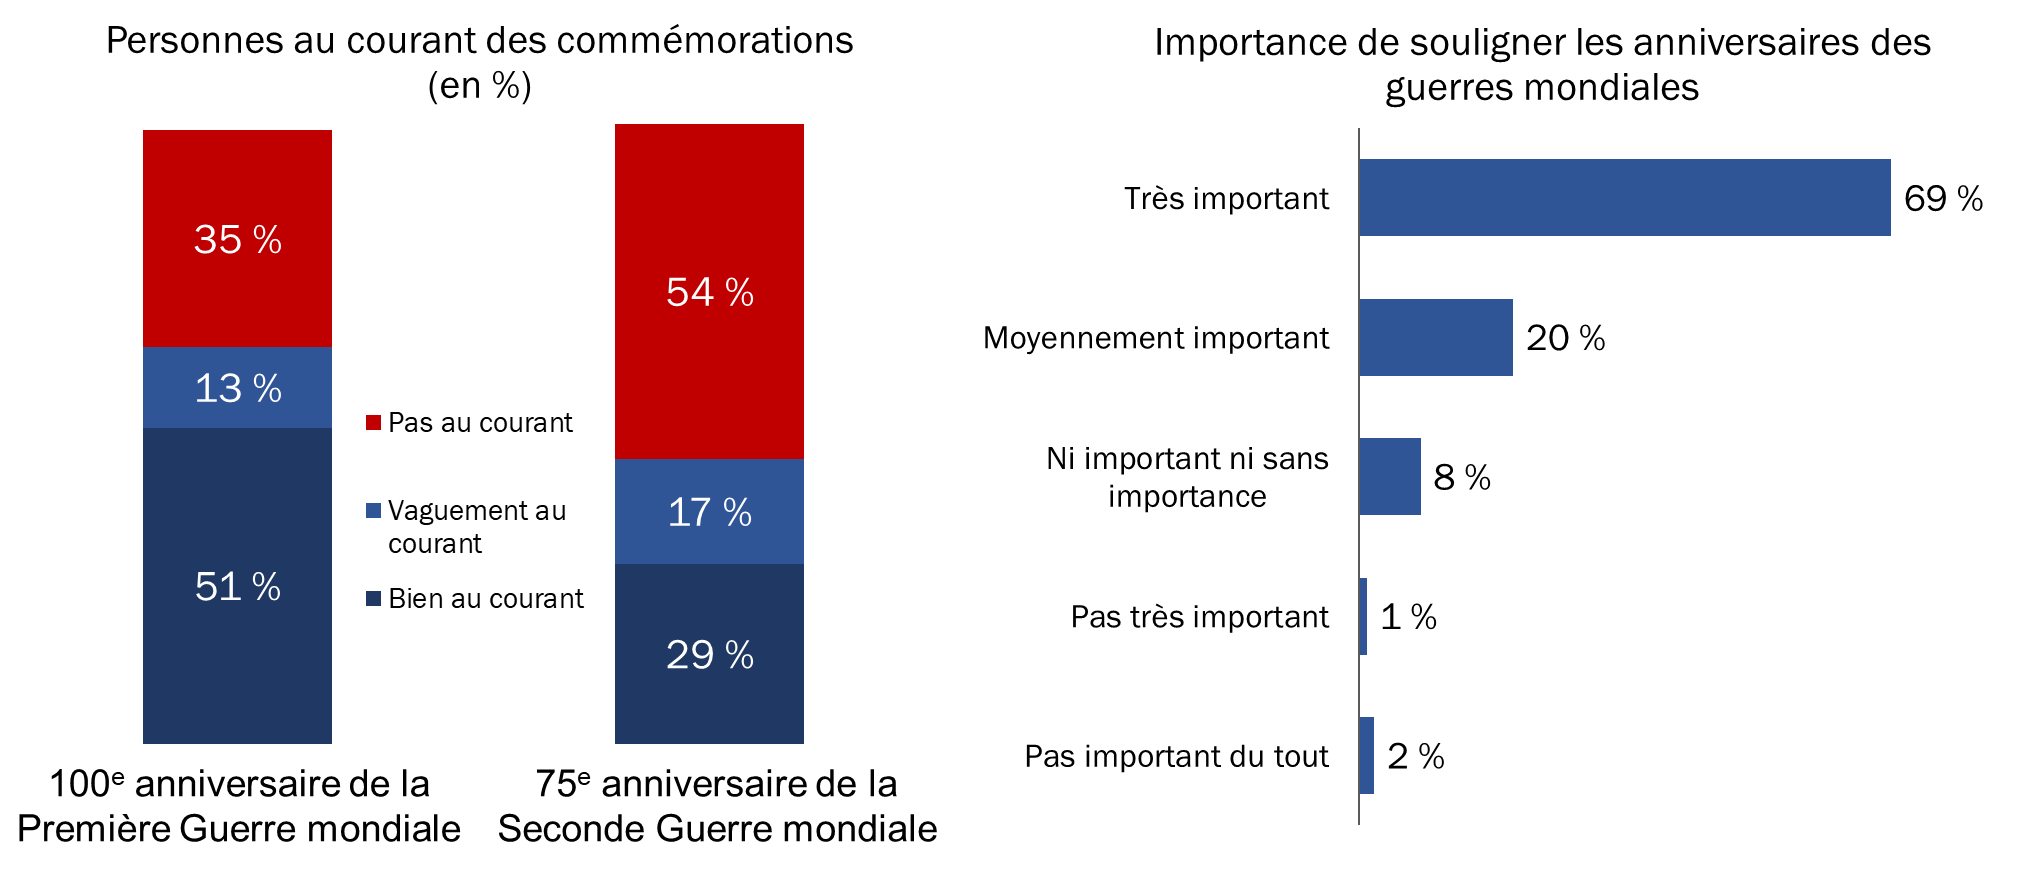 Personnes au courant des commémorations
(en %)
35 %
13 %
51 %
54 %
17 %
29 %
Pas au courant
Vaguement au
courant
Bien au courant
100e anniversaire de la
Première Guerre mondiale
75e anniversaire de la
Seconde Guerre mondiale
Importance de souligner les anniversaires des
guerres mondiales
Très important
69 %
Moyennement important
20 %
Ni important ni sans
importance
8 %
Pas très important
1 %
Pas important du tout
2 %